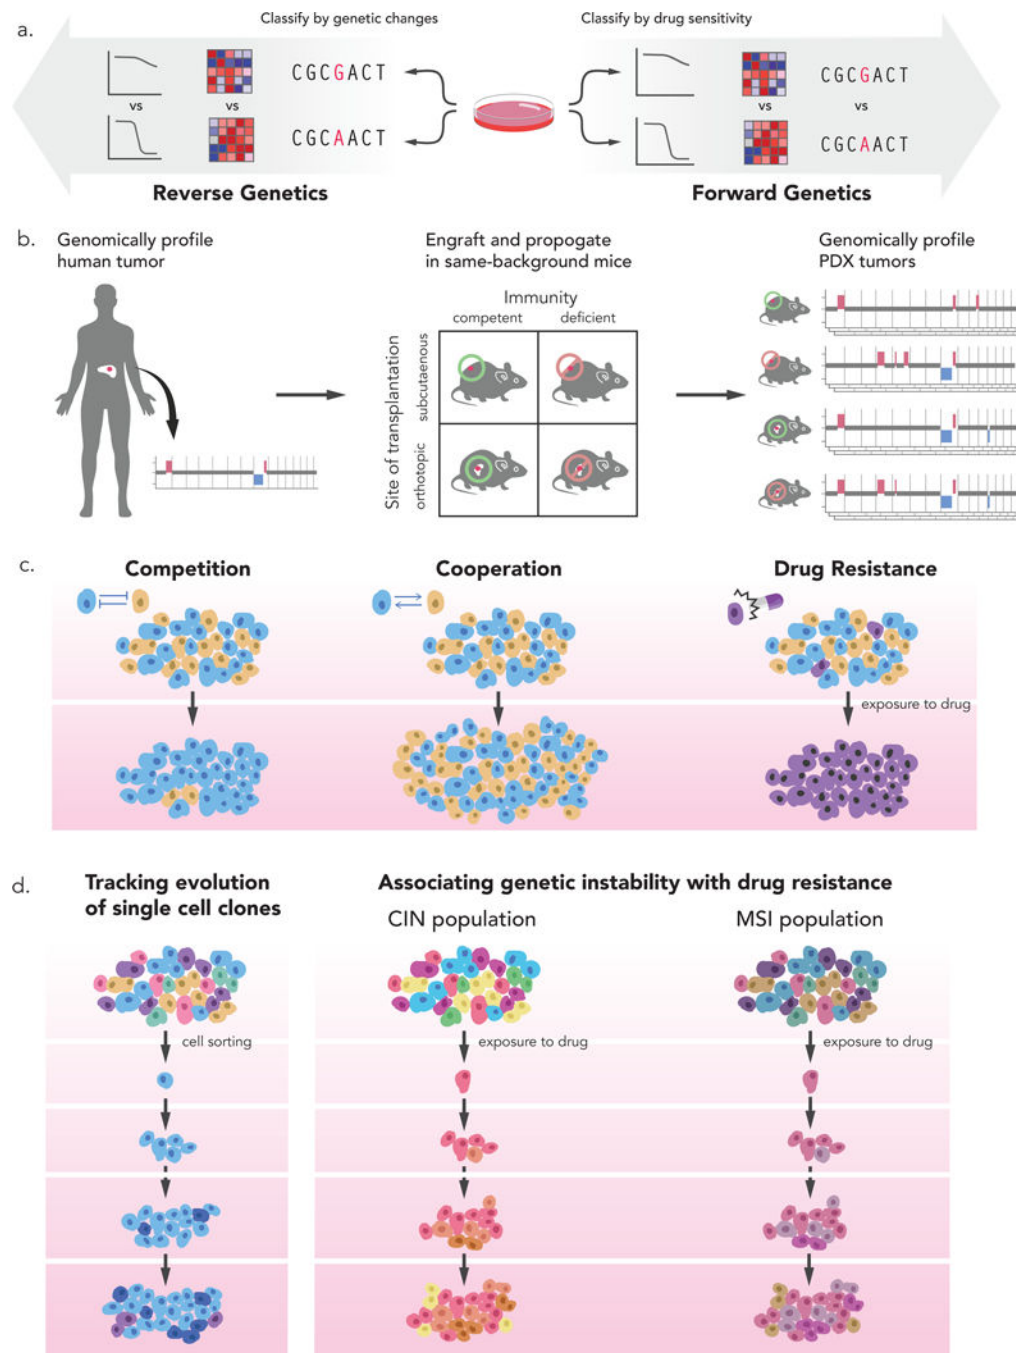 a.
Classify by genetic changes
Classify by drug sensitivity
vs
vs
CGCGACT
CGCAACT
vs
vs
CGCGACT
vs
CGCAACT
Reverse Genetics
Forward Genetics
b.
Genomically profile
human tumor
Engraft and propogate
in same-background mice
Genomically profile
PDX tumors
Immunity
competent
deficient
Site of transplantation
subcutaenous
orthotopic
c.
Competition
Cooperation
Drug Resistance
exposure to drug
d.
Tracking evolution
of single cell clones
Associating genetic instability with drug resistance
CIN population
MSI population
cell sorting
exposure to drug
exposure to drug